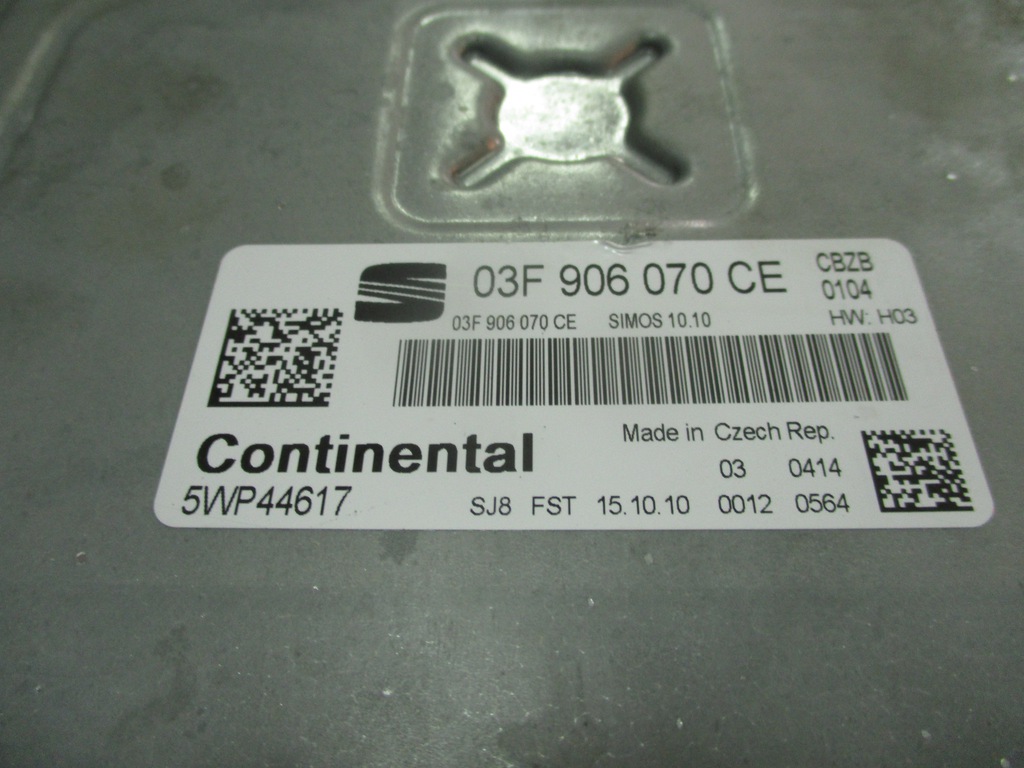 03F 906 070 CE CBZB
0104
03F 906 070 CE SIMOS 10.10 HW: H03
Continental Made in Czech Rep.
03 0414
5WP44617 SJ8 FST 15.10.10 0012 0564